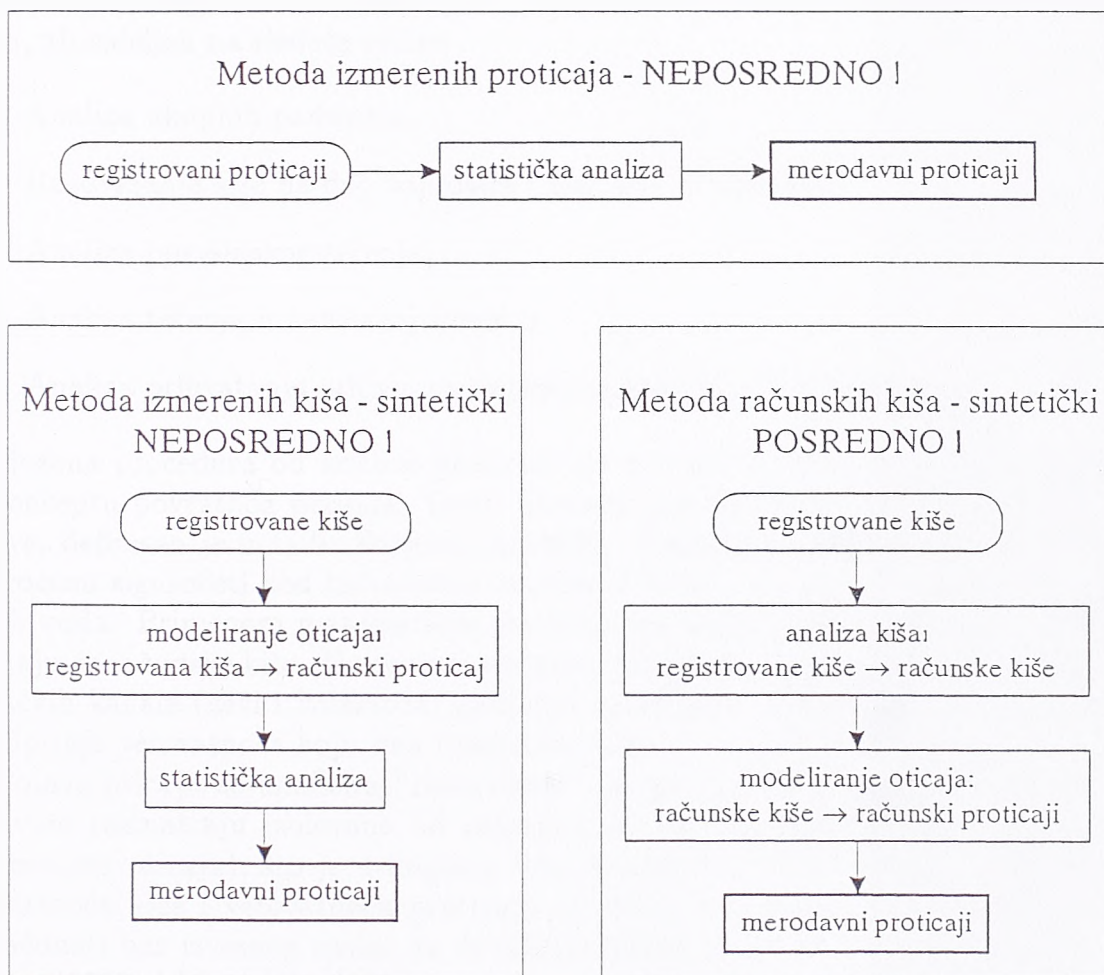 Metoda izmerenih proticaja - NEPOSREDNO !
registrovani proticaji
statistička analiza
merodavni proticaji
Metoda izmerenih kiša - sintetički
NEPOSREDNO !
registrovane kiše
modeliranje oticaja:
registrovana kiša → računski proticaj
statistička analiza
merodavni proticaji
Metoda računskih kiša - sintetički
POSREDNO !
registrovane kiše
analiza kiša:
registrovane kiše → računske kiše
modeliranje oticaja:
računske kiše → računski proticaji
merodavni proticaji